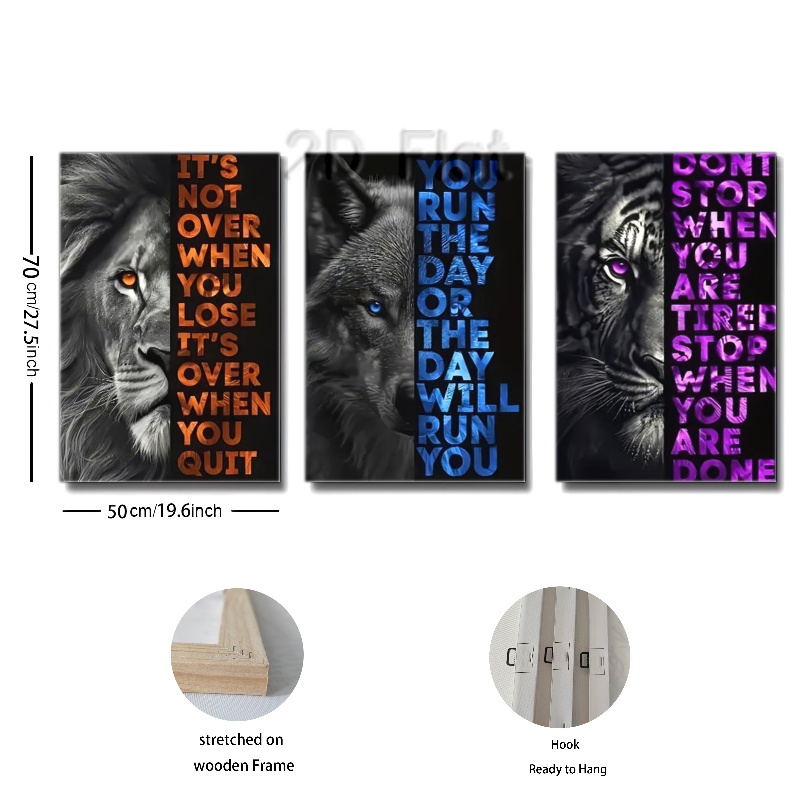 2D Flat
IT'S
NOT
OVER
WHEN
YOU
LOSE
IT'S
OVER
WHEN
YOU
QUIT
YOU
RUN
THE
DAY
OR
THE
DAY
WILL
RUN
YOU
DONT
STOP
WHEN
YOU
ARE
TIRED
STOP
WHEN
YOU
ARE
DONE
70cm/27.5inch
50cm/19.6inch
stretched on
wooden Frame
Hook
Ready to Hang